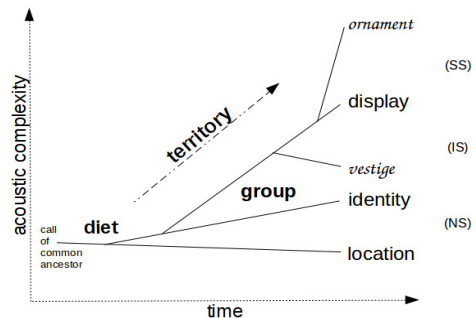 ornament
(SS)
display
territory
(IS)
vestige
group
identity
(NS)
diet
call
of
common
ancestor
location
time
acoustic complexity